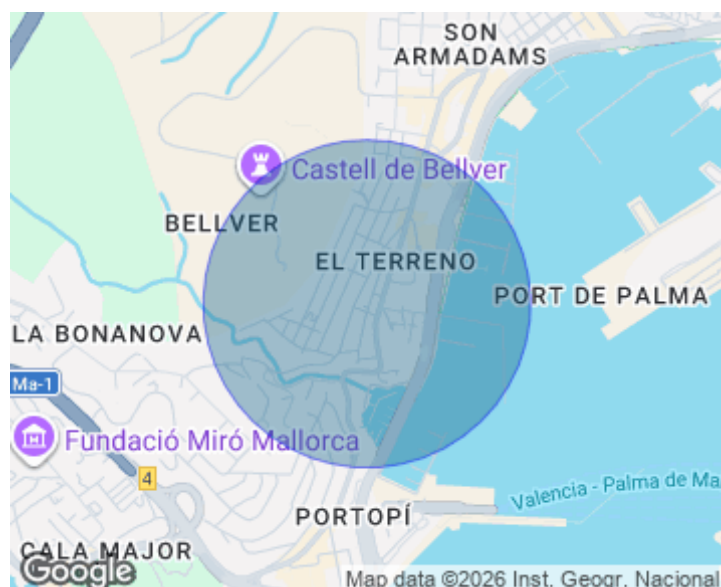 SON
ARMADAMS
Castell de Bellver
BELLVER
EL TERRENO
PORT DE PALMA
LA BONANOVA
Ma-1
Fundació Miró Mallorca
4
Valencia - Palma de Ma
PORTOPÍ
CALA MAJOR
Google
Map data ©2026 Inst. Geogr. Nacional